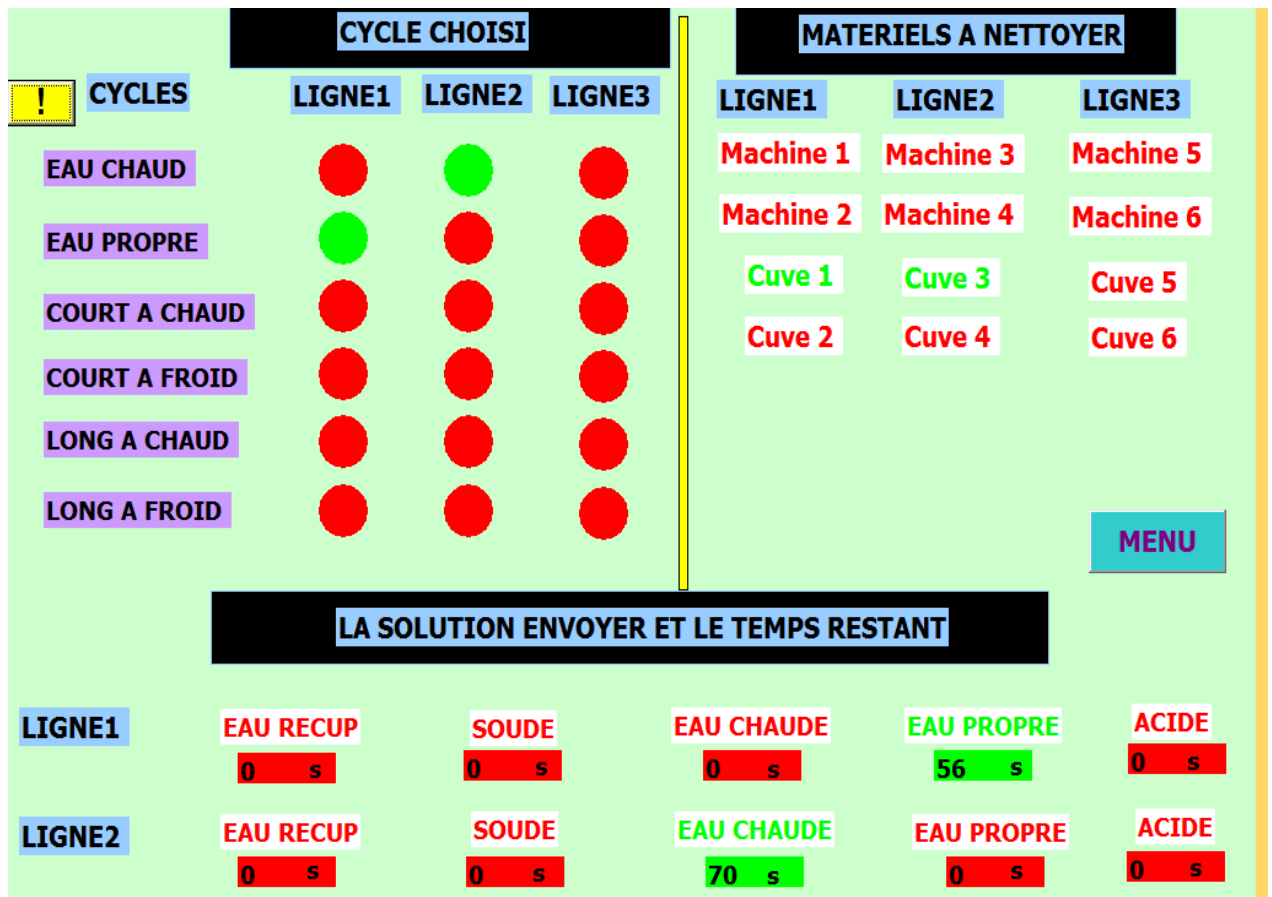 CYCLE CHOISI
MATERIELS A NETTOYER
! CYCLES LIGNE1 LIGNE2 LIGNE3
LIGNE1 LIGNE2 LIGNE3
EAU CHAUD
EAU PROPRE
COURT A CHAUD
COURT A FROID
LONG A CHAUD
LONG A FROID
Machine 1 Machine 3 Machine 5
Machine 2 Machine 4 Machine 6
Cuve 1 Cuve 3 Cuve 5
Cuve 2 Cuve 4 Cuve 6
MENU
LA SOLUTION ENVOYER ET LE TEMPS RESTANT
LIGNE1 EAU RECUP SOUDE EAU CHAUDE EAU PROPRE ACIDE
0 s 0 s 0 s 56 s 0 s
LIGNE2 EAU RECUP SOUDE EAU CHAUDE EAU PROPRE ACIDE
0 s 0 s 70 s 0 s 0 s